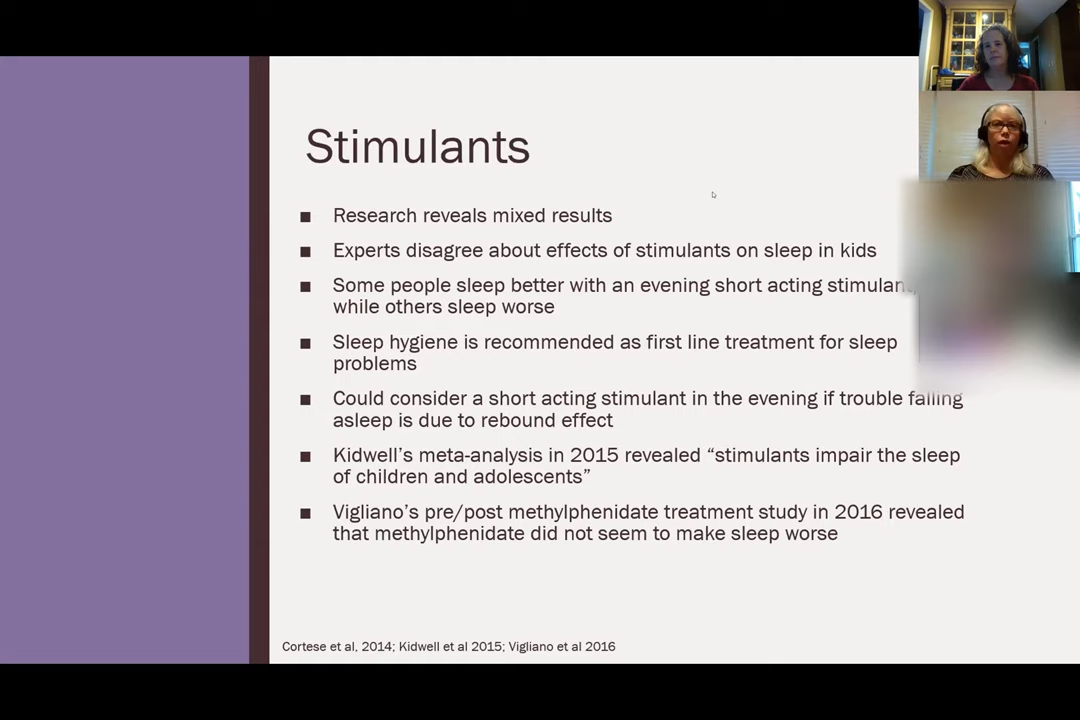 Stimulants
■ Research reveals mixed results
■ Experts disagree about effects of stimulants on sleep in kids
■ Some people sleep better with an evening short acting stimulant,
while others sleep worse
■ Sleep hygiene is recommended as first line treatment for sleep
problems
■ Could consider a short acting stimulant in the evening if trouble falling
asleep is due to rebound effect
■ Kidwell’s meta-analysis in 2015 revealed “stimulants impair the sleep
of children and adolescents”
■ Vigliano’s pre/post methylphenidate treatment study in 2016 revealed
that methylphenidate did not seem to make sleep worse
Cortese et al, 2014; Kidwell et al 2015; Vigliano et al 2016